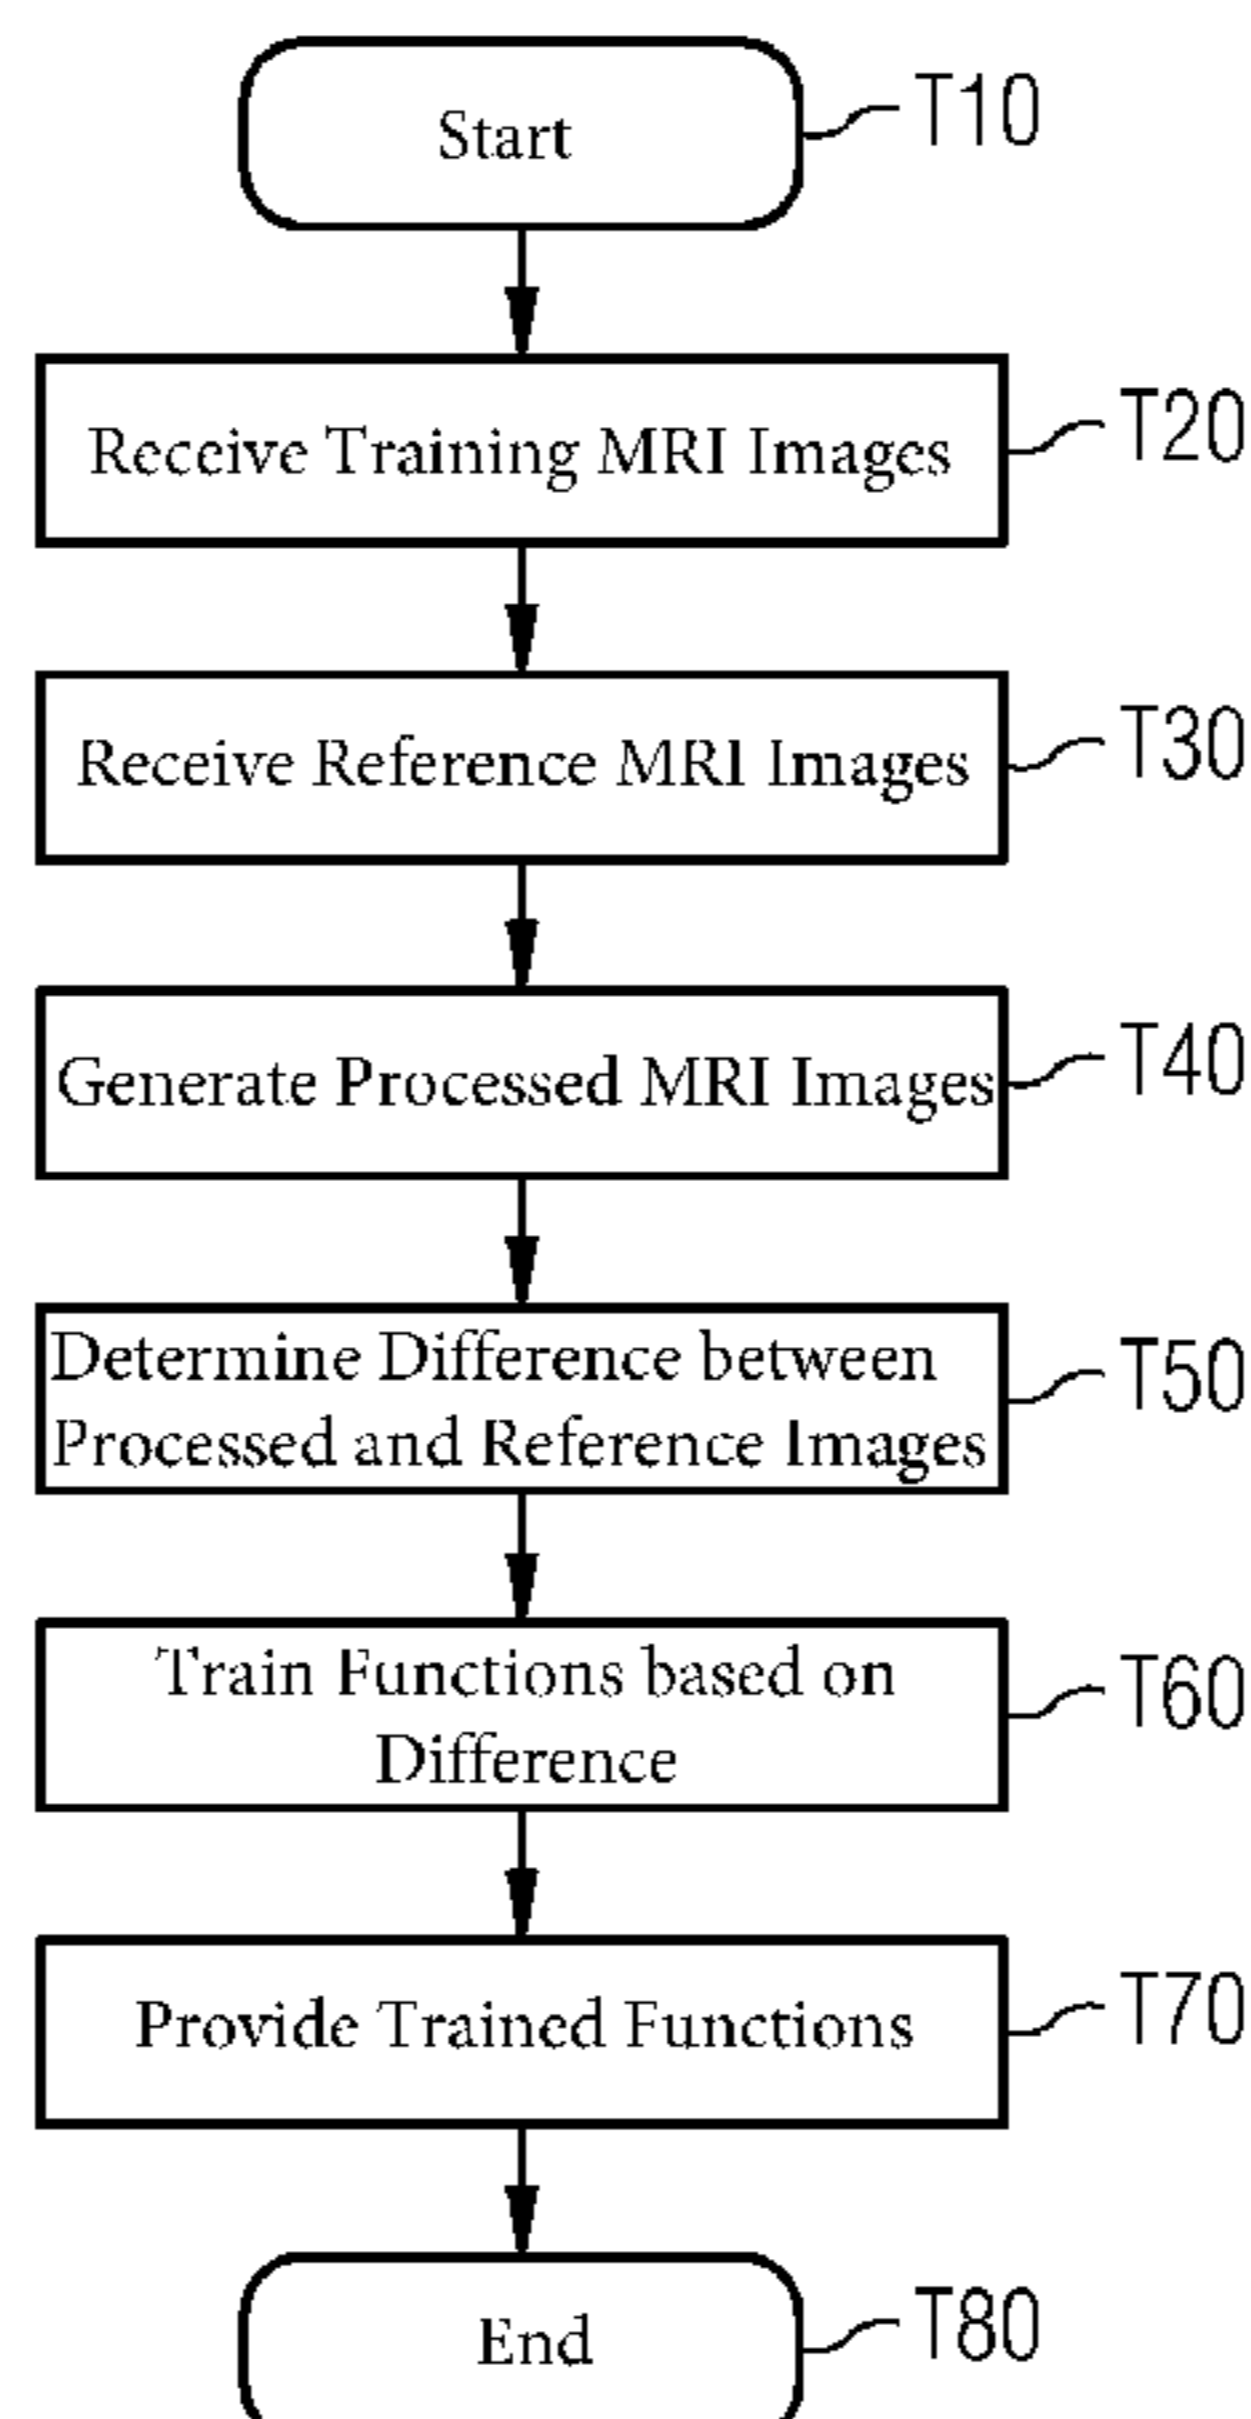 Start
T10
Receive Training MRI Images
T20
Receive Reference MRI Images
T30
Generate Processed MRI Images
T40
Determine Difference between
Processed and Reference Images
T50
Train Functions based on
Difference
T60
Provide Trained Functions
T70
End
T80